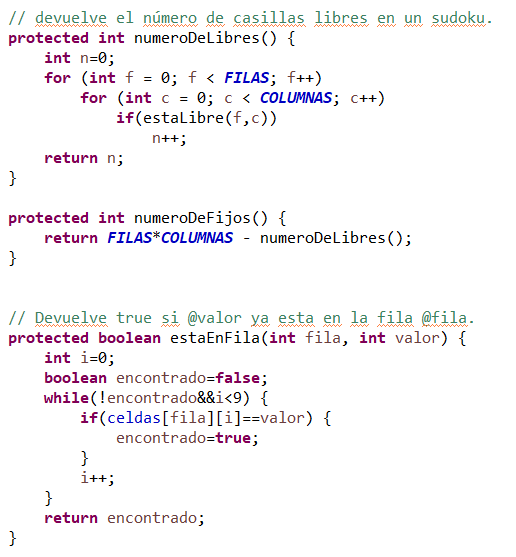 // devuelve el número de casillas libres en un sudoku.
protected int numeroDeLibres() {
    int n=0;
    for (int f = 0; f < FILAS; f++)
        for (int c = 0; c < COLUMNAS; c++)
            if(estaLibre(f,c))
                n++;
    return n;
}

protected int numeroDeFijos() {
    return FILAS*COLUMNAS - numeroDeLibres();
}

// Devuelve true si @valor ya esta en la fila @fila.
protected boolean estaEnFila(int fila, int valor) {
    int i=0;
    boolean encontrado=false;
    while(!encontrado&&i<9) {
        if(celdas[fila][i]==valor) {
            encontrado=true;
        }
        i++;
    }
    return encontrado;
}